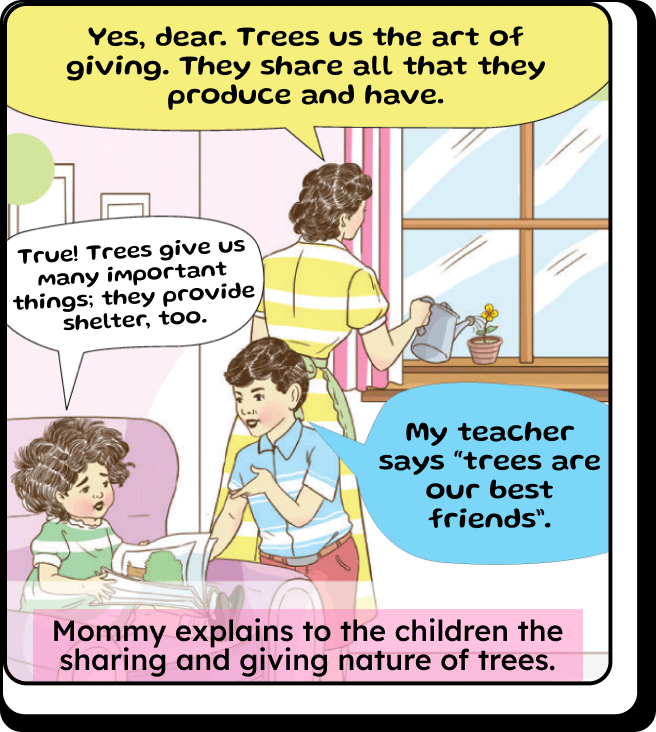 Yes, dear. Trees us the art of
giving. They share all that they
produce and have.
True! Trees give us
many important
things; they provide
shelter, too.
My teacher
says "trees are
our best
friends".
Mommy explains to the children the
sharing and giving nature of trees.